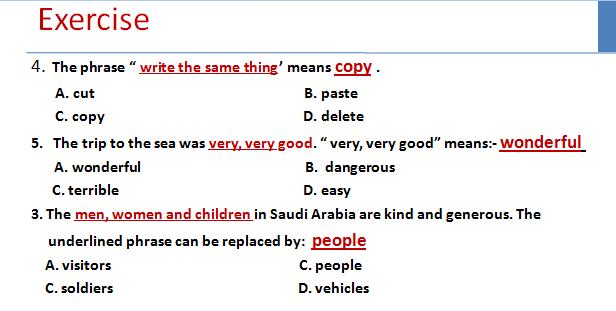 Exercise
4. The phrase “ write the same thing’ means copy .
A. cut B. paste
C. copy D. delete
5. The trip to the sea was very, very good. “ very, very good” means:- wonderful
A. wonderful B. dangerous
C. terrible D. easy
3. The men, women and children in Saudi Arabia are kind and generous. The
underlined phrase can be replaced by: people
A. visitors C. people
C. soldiers D. vehicles